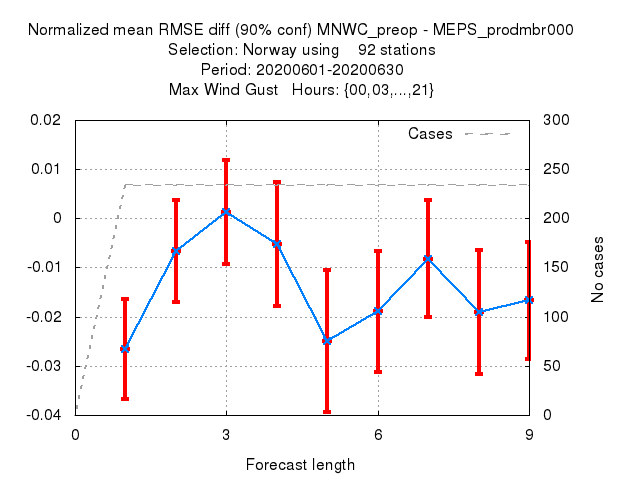 Normalized mean RMSE diff (90% conf) MNWC_preop - MEPS_prodmbr000
Selection: Norway using 92 stations
Period: 20200601-20200630
Max Wind Gust Hours: {00,03,...,21}
0.02 300
Cases
0.01 250
0 200
-0.01 150
-0.02 100
-0.03 50
-0.04 0
No cases
0 3 6 9
Forecast length